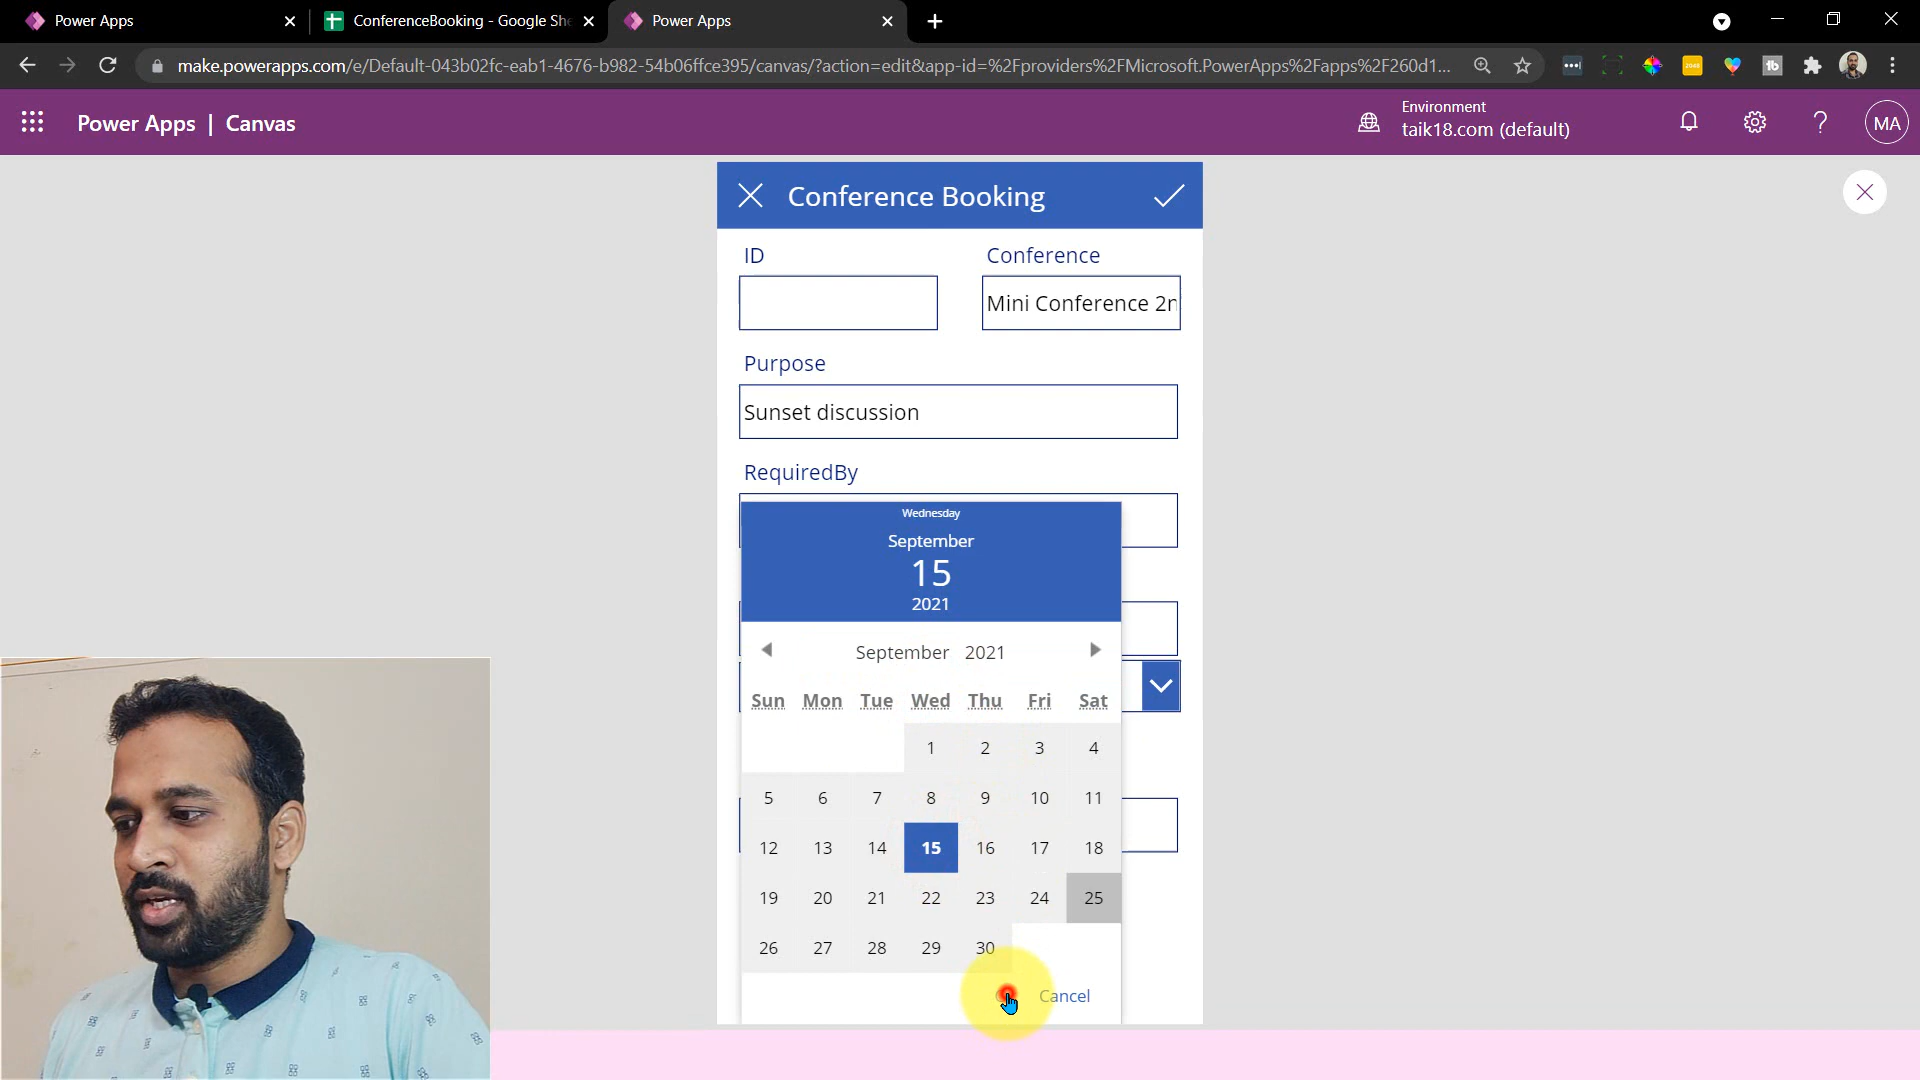 Power Apps
ConferenceBooking - Google She
Power Apps
make.powerapps.com/e/Default-043b02fc-eab1-4676-b982-54b06ffce395/canvas/?action=edit&app-id=%2Fproviders%2FMicrosoft.PowerApps%2Fapps%2F260d1...
Power Apps | Canvas
Environment
taik18.com (default)
MA
Conference Booking
ID
Conference
Mini Conference 2n
Purpose
Sunset discussion
RequiredBy
Wednesday
September
15
2021
September 2021
Sun Mon Tue Wed Thu Fri Sat
1 2 3 4
5 6 7 8 9 10 11
12 13 14 15 16 17 18
19 20 21 22 23 24 25
26 27 28 29 30
Cancel